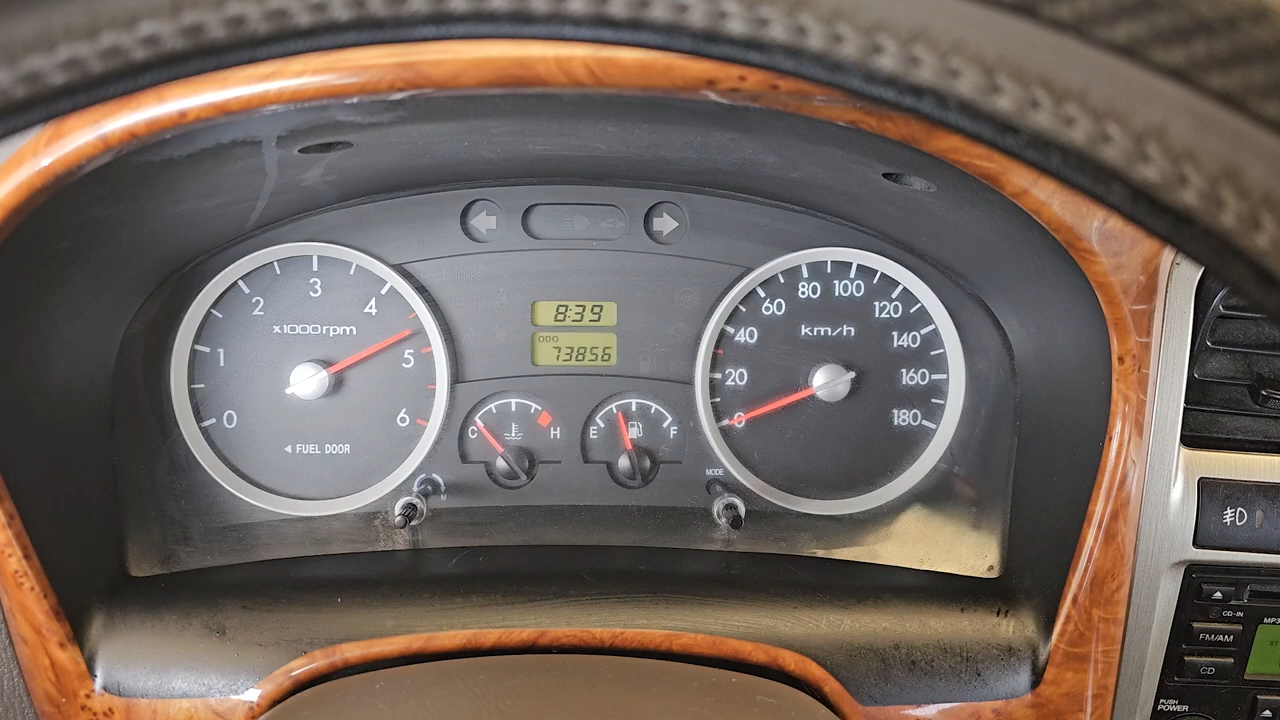 0
1
2
3
4
5
6
x1000rpm
FUEL DOOR
8:39
ODO
73856
C
H
E
F
M
MODE
0
20
40
60
80
100
120
140
160
180
km/h
CD-IN
MP3
FM/AM
CD
PUSH
POWER